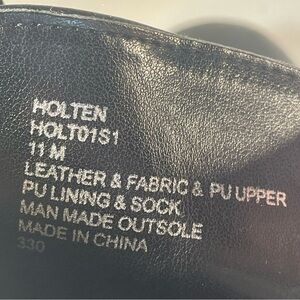 HOLTEN
HOLT01S1
11 M
LEATHER & FABRIC & PU UPPER
PU LINING & SOCK
MAN MADE OUTSOLE
MADE IN CHINA
330